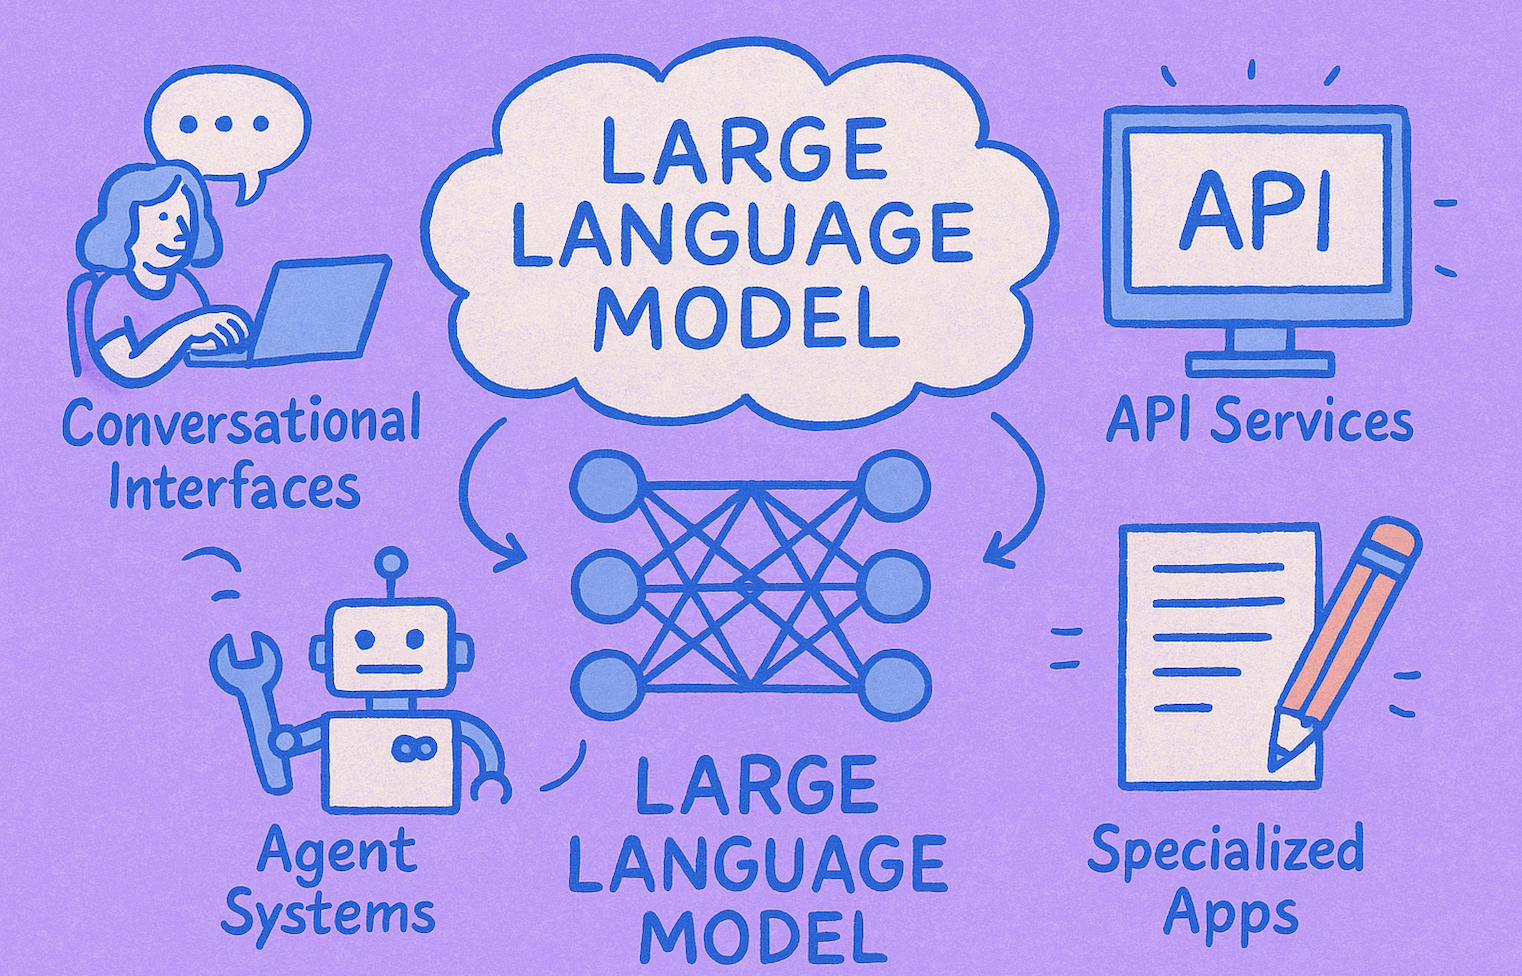 LARGE
LANGUAGE
MODEL
API
Conversational
Interfaces
API Services
Agent
Systems
LARGE
LANGUAGE
MODEL
Specialized
Apps